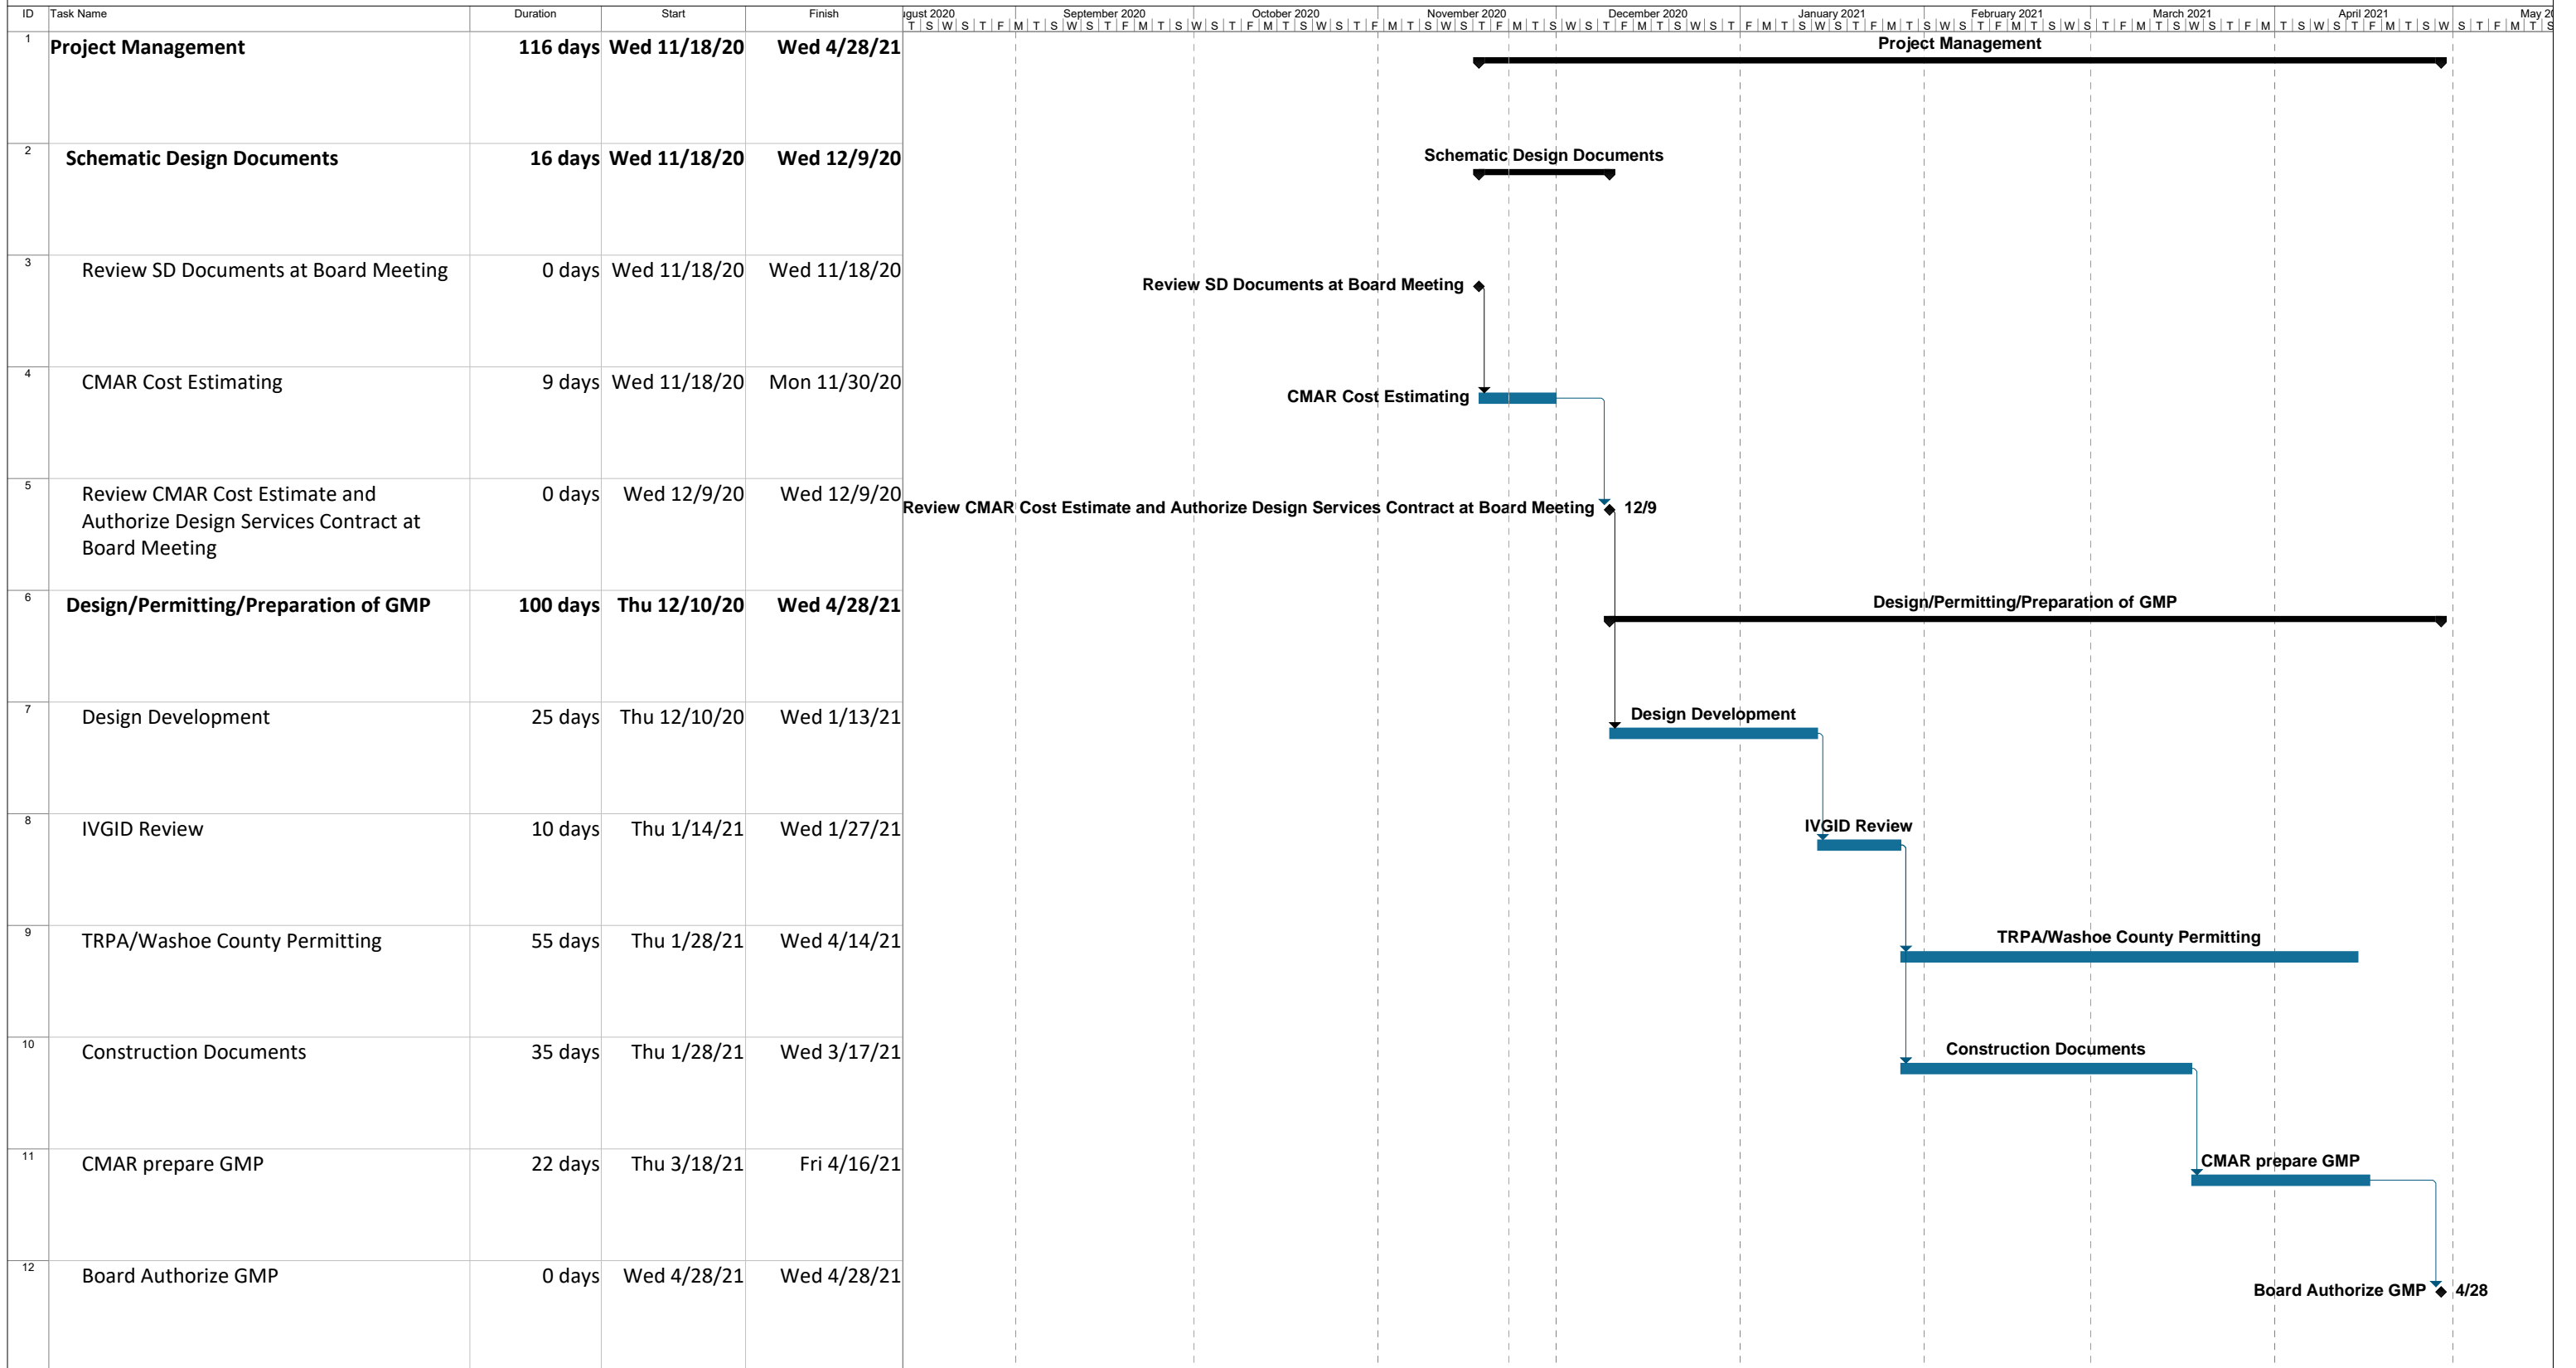 ID Task Name Duration Start Finish
gust 2020 September 2020 October 2020 November 2020 December 2020 January 2021 February 2021 March 2021 April 2021 May 20
1 Project Management 116 days Wed 11/18/20 Wed 4/28/21
Project Management
2 Schematic Design Documents 16 days Wed 11/18/20 Wed 12/9/20
Schematic Design Documents
3 Review SD Documents at Board Meeting 0 days Wed 11/18/20 Wed 11/18/20
Review SD Documents at Board Meeting
4 CMAR Cost Estimating 9 days Wed 11/18/20 Mon 11/30/20
CMAR Cost Estimating
5 Review CMAR Cost Estimate and 0 days Wed 12/9/20 Wed 12/9/20
Authorize Design Services Contract at
Board Meeting
Review CMAR Cost Estimate and Authorize Design Services Contract at Board Meeting 12/9
6 Design/Permitting/Preparation of GMP 100 days Thu 12/10/20 Wed 4/28/21
Design/Permitting/Preparation of GMP
7 Design Development 25 days Thu 12/10/20 Wed 1/13/21
Design Development
8 IVGID Review 10 days Thu 1/14/21 Wed 1/27/21
IVGID Review
9 TRPA/Washoe County Permitting 55 days Thu 1/28/21 Wed 4/14/21
TRPA/Washoe County Permitting
10 Construction Documents 35 days Thu 1/28/21 Wed 3/17/21
Construction Documents
11 CMAR prepare GMP 22 days Thu 3/18/21 Fri 4/16/21
CMAR prepare GMP
12 Board Authorize GMP 0 days Wed 4/28/21 Wed 4/28/21
Board Authorize GMP 4/28